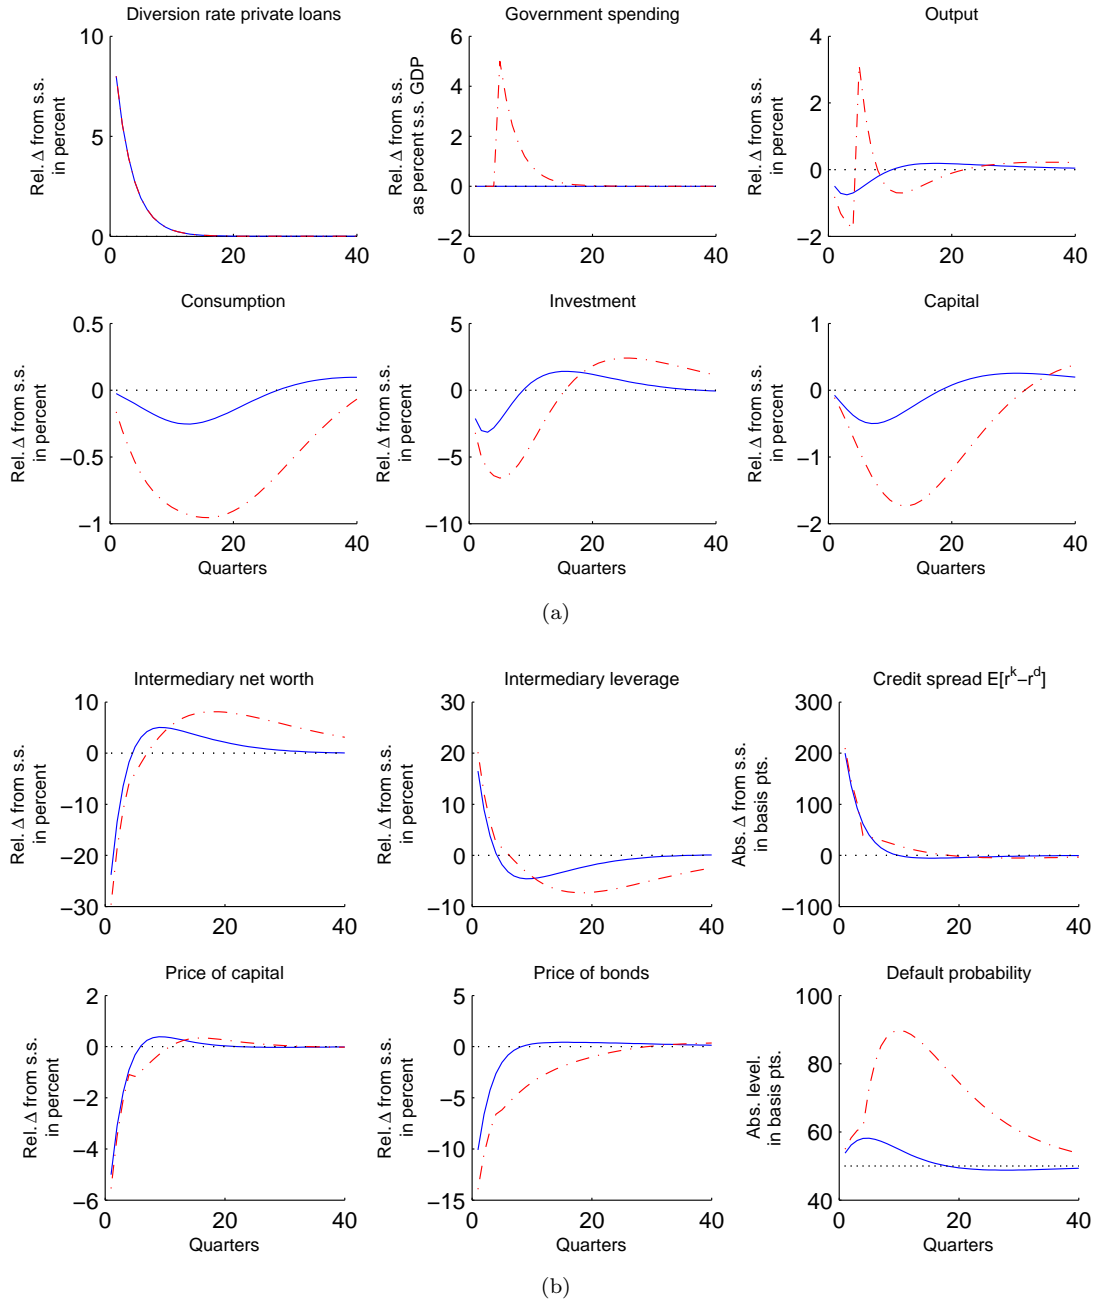 Diversion rate private loans
Rel. Δ from s.s.
in percent
10
5
0
0
20
40
Government spending
Rel. Δ from s.s.
as percent s.s. GDP
6
4
2
0
−2
0
20
40
Output
Rel. Δ from s.s.
in percent
4
2
0
−2
0
20
40
Consumption
Rel. Δ from s.s.
in percent
0.5
0
−0.5
−1
0
20
40
Quarters
Investment
Rel. Δ from s.s.
in percent
5
0
−5
−10
0
20
40
Quarters
Capital
Rel. Δ from s.s.
in percent
1
0
−1
−2
0
20
40
Quarters
(a)
Intermediary net worth
Rel. Δ from s.s.
in percent
10
0
−10
−20
−30
0
20
40
Intermediary leverage
Rel. Δ from s.s.
in percent
30
20
10
0
−10
0
20
40
Credit spread E[r^k−r^d]
Abs. Δ from s.s.
in basis pts.
300
200
100
0
−100
0
20
40
Price of capital
Rel. Δ from s.s.
in percent
2
0
−2
−4
−6
0
20
40
Quarters
Price of bonds
Rel. Δ from s.s.
in percent
5
0
−5
−10
−15
0
20
40
Quarters
Default probability
Abs. level
in basis pts.
100
80
60
40
0
20
40
Quarters
(b)